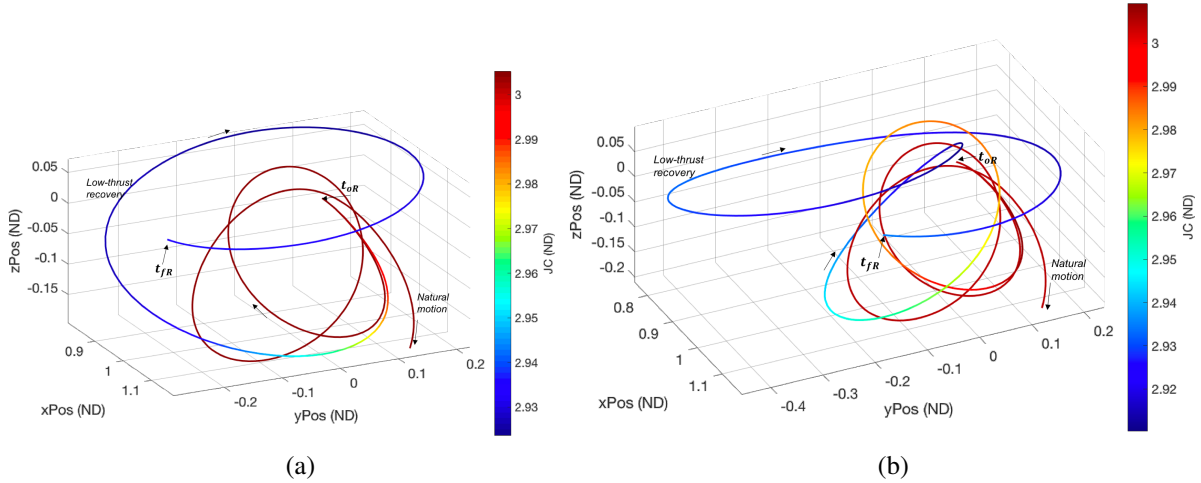 0.05
0
-0.05
-0.1
-0.15
zPos (ND)
0.9
1
1.1
xPos (ND)
-0.2
-0.1
0
0.1
0.2
yPos (ND)
Low-thrust
recovery
t_oR
t_fR
Natural
motion
3
2.99
2.98
2.97
2.96
2.95
2.94
2.93
JC (ND)
(a)
0.05
0
-0.05
-0.1
-0.15
-0.2
zPos (ND)
0.8
0.9
1
1.1
xPos (ND)
-0.4
-0.3
-0.2
-0.1
0
0.1
0.2
yPos (ND)
Low-thrust
recovery
t_oR
t_fR
Natural
motion
3
2.99
2.98
2.97
2.96
2.95
2.94
2.93
2.92
JC (ND)
(b)